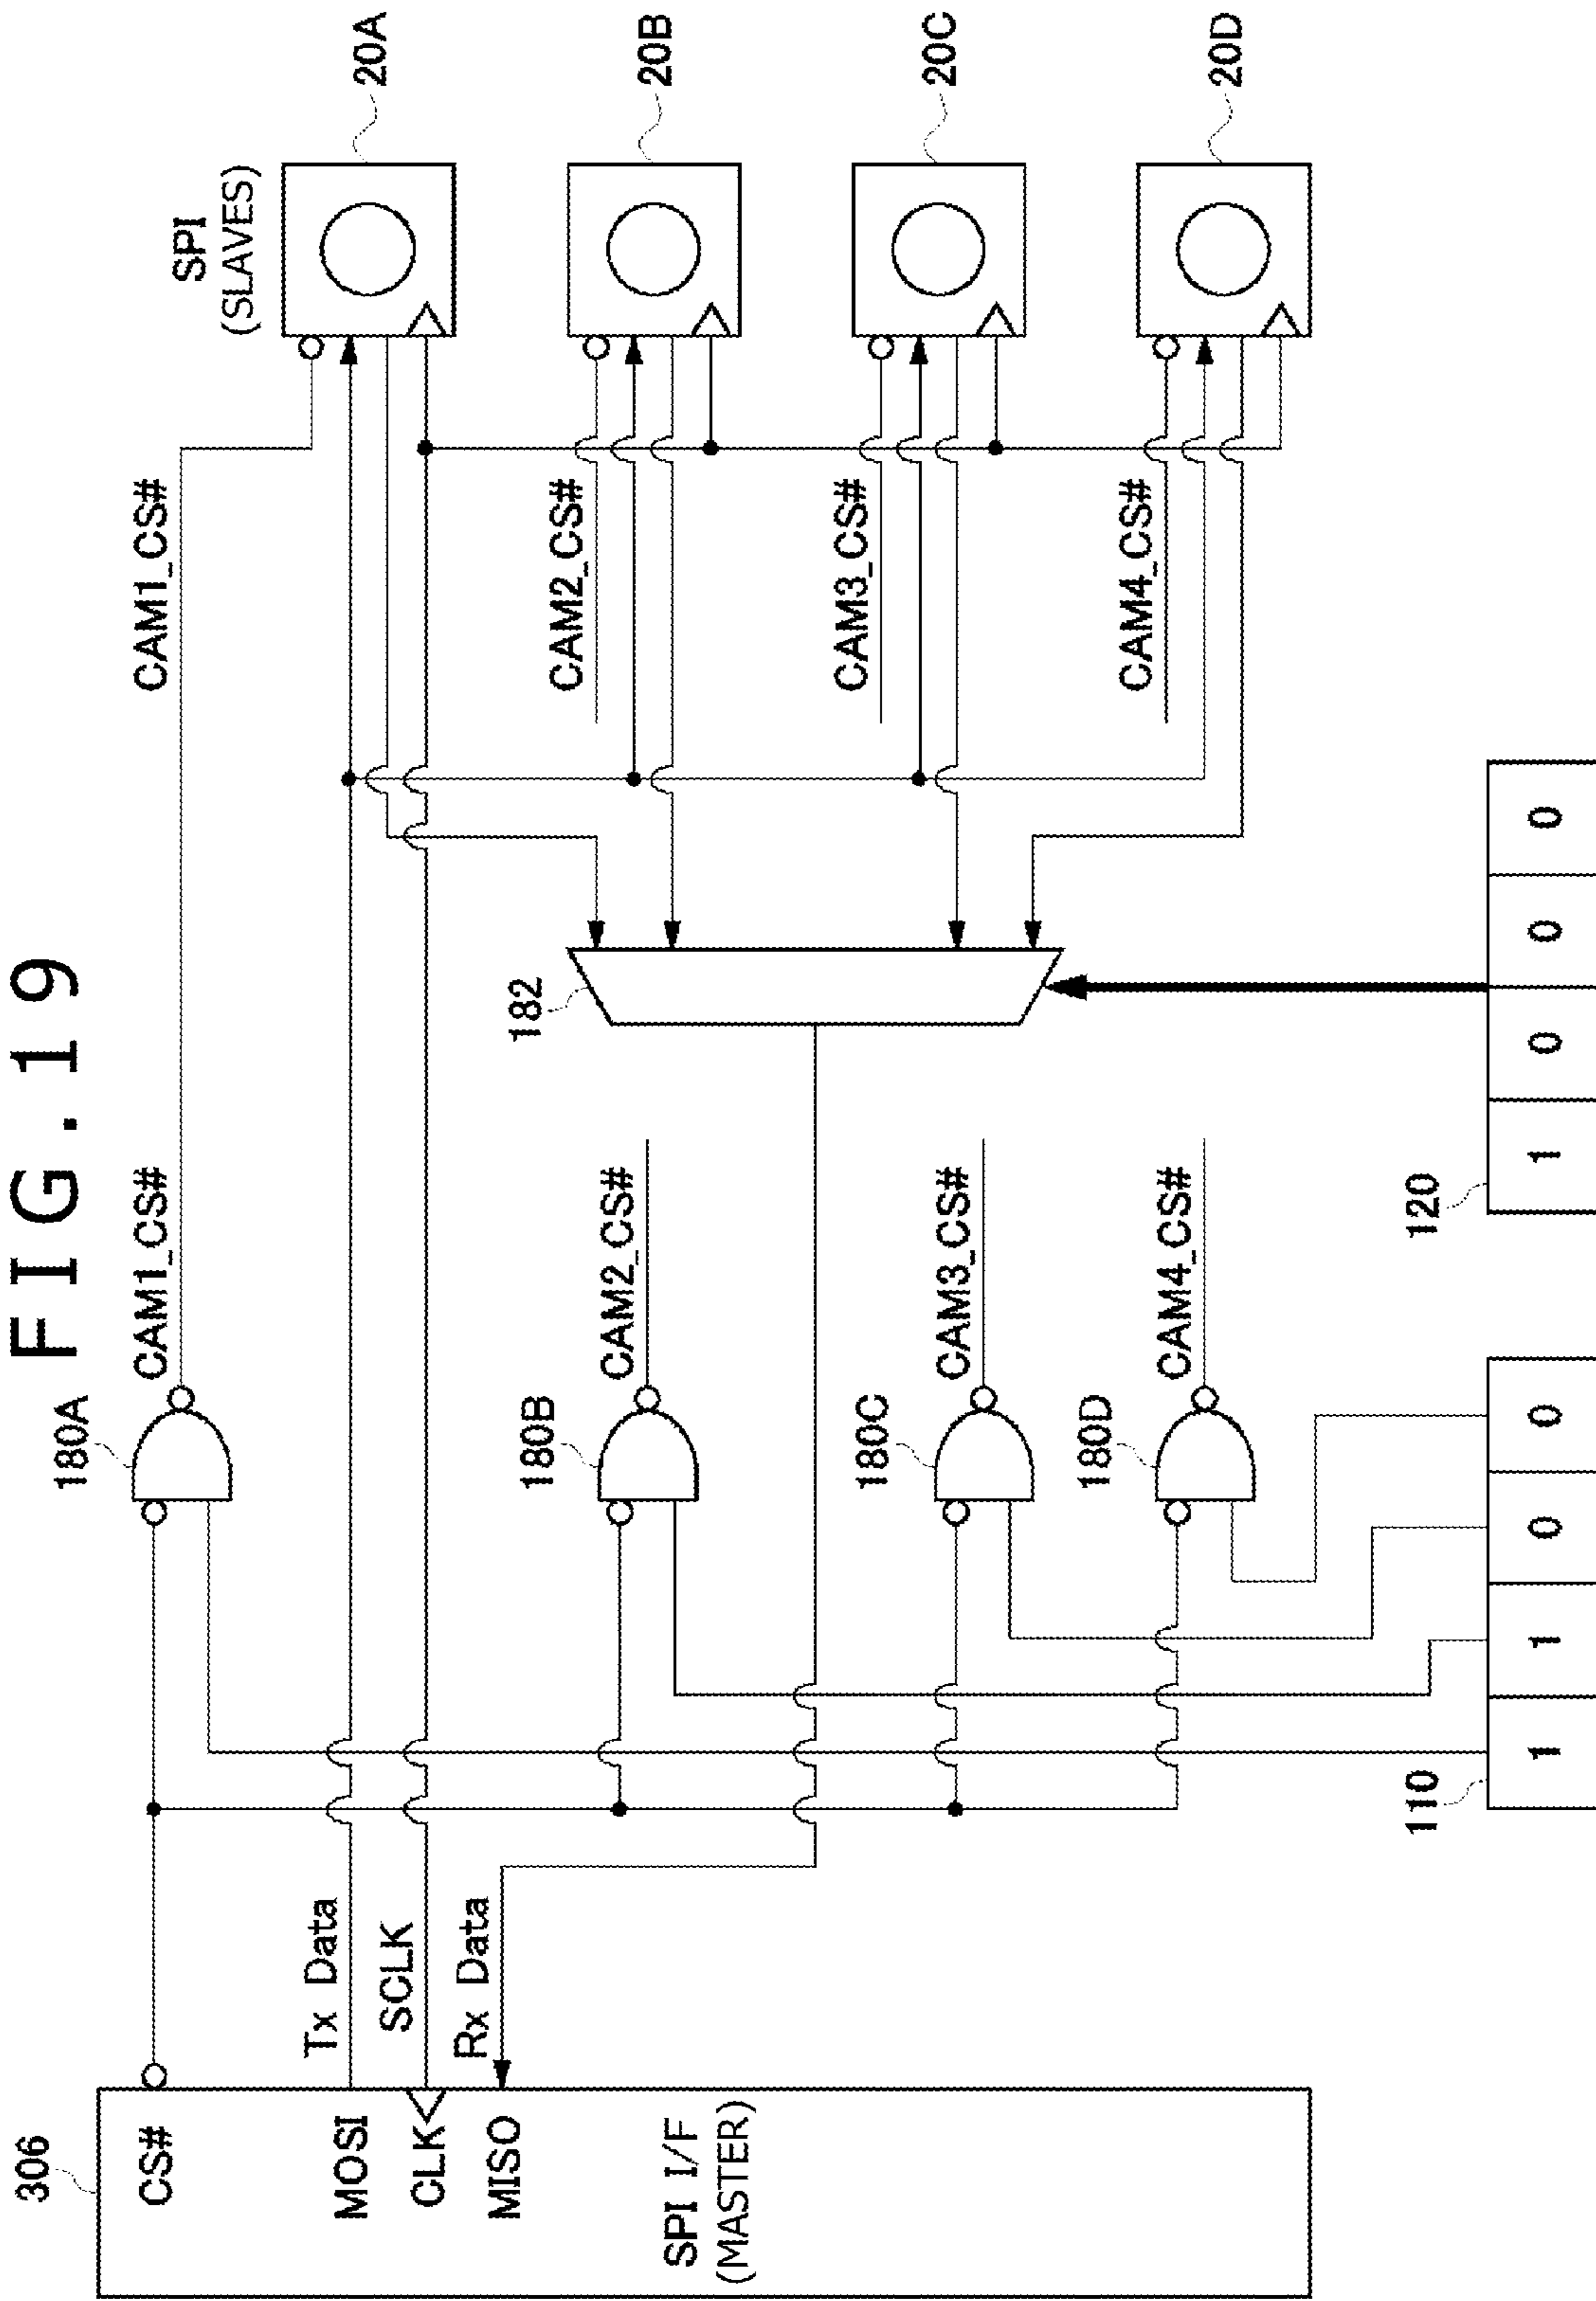 FIG.19
306
CS#
MOSI
CLK
MISO
SPI I/F
(MASTER)
Tx Data
SCLK
Rx Data
180A
CAM1_CS#
180B
CAM2_CS#
180C
CAM3_CS#
180D
CAM4_CS#
182
CAM1_CS#
CAM2_CS#
CAM3_CS#
CAM4_CS#
SPI
(SLAVES)
20A
20B
20C
20D
110
1 1 0 0
120
1 0 0 0